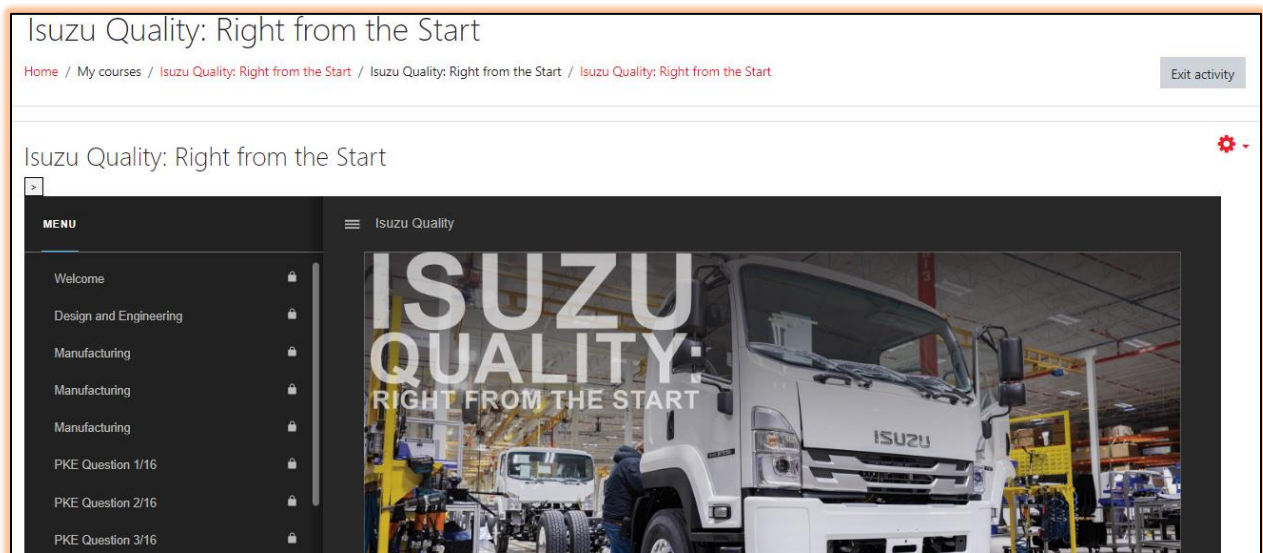 Isuzu Quality: Right from the Start
Home / My courses / Isuzu Quality: Right from the Start / Isuzu Quality: Right from the Start / Isuzu Quality: Right from the Start
Exit activity
Isuzu Quality: Right from the Start
>
MENU
Isuzu Quality
Welcome
Design and Engineering
Manufacturing
Manufacturing
Manufacturing
PKE Question 1/16
PKE Question 2/16
PKE Question 3/16
ISUZU
QUALITY:
RIGHT FROM THE START
ISUZU